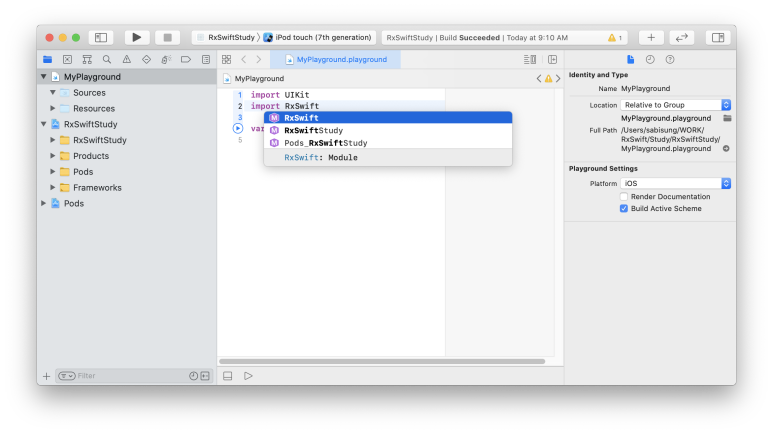 RxSwiftStudy 〉 iPod touch (7th generation)
RxSwiftStudy | Build Succeeded | Today at 9:10 AM
1
MyPlayground.playground
MyPlayground
Sources
Resources
RxSwiftStudy
RxSwiftStudy
Products
Pods
Frameworks
Pods
Filter
MyPlayground
1 import UIKit
2 import RxSwift
3
var
5
M RxSwift
M RxSwiftStudy
M Pods_RxSwiftStudy
RxSwift: Module
Identity and Type
Name MyPlayground
Location Relative to Group
MyPlayground.playground
Full Path /Users/sabisung/WORK/
RxSwift/Study/RxSwiftStudy/
MyPlayground.playground
Playground Settings
Platform iOS
Render Documentation
Build Active Scheme